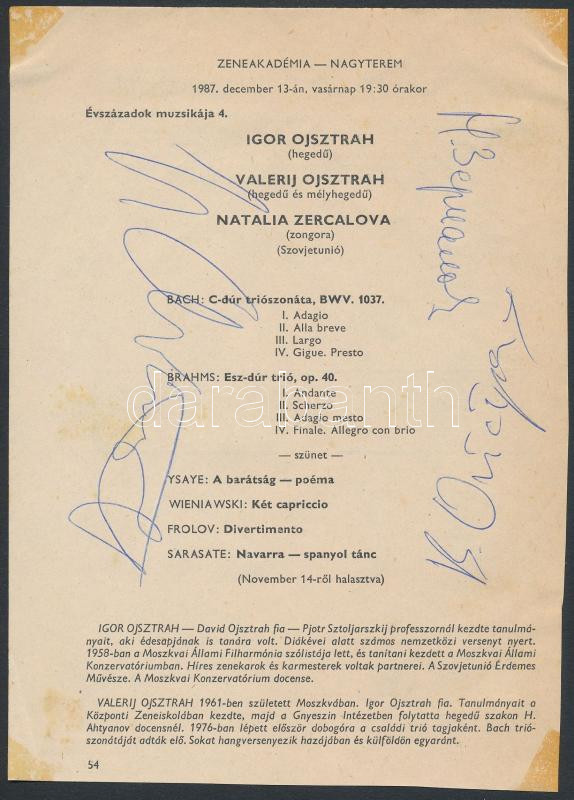 ZENEAKADÉMIA — NAGYTEREM
1987. december 13-án, vasárnap 19:30 órakor
Évszázadok muzsikája 4.
IGOR OJSZTRAH
(hegedű)
VALERIJ OJSZTRAH
(hegedű és mélyhegedű)
NATALIA ZERCALOVA
(zongora)
(Szovjetunió)
BACH: C-dúr triószonáta, BWV. 1037.
I. Adagio
II. Alla breve
III. Largo
IV. Gigue. Presto
BRAHMS: Esz-dúr trió, op. 40.
I. Andante
II. Scherzo
III. Adagio mesto
IV. Finale. Allegro con brio
darabanth
— szünet —
YSAYE: A barátság — poéma
WIENIAWSKI: Két capriccio
FROLOV: Divertimento
SARASATE: Navarra — spanyol tánc
(November 14-ről halasztva)
IGOR OJSZTRAH — David Ojsztrah fia — Pjotr Sztoljarszkij professzornál kezdte tanulmá-
nyait, aki édesapjának is tanára volt. Diákévei alatt számos nemzetközi versenyt nyert.
1958-ban a Moszkvai Állami Filharmónia szólistája lett, és tanítani kezdett a Moszkvai Állami
Konzervatóriumban. Híres zenekarok és karmesterek voltak partnerei. A Szovjetunió Érdemes
Művésze. A Moszkvai Konzervatórium docense.
VALERIJ OJSZTRAH 1961-ben született Moszkvában. Igor Ojsztrah fia. Tanulmányait a
Központi Zeneiskolában kezdte, majd a Gnyeszin Intézetben folytatta hegedű szakon H.
Ahtyanov docensnél. 1976-ban lépett először dobogóra a családi trió tagjaként. Bach trió-
szonátáját adták elő. Sokat hangversenyezik hazájában és külföldön egyaránt.
54